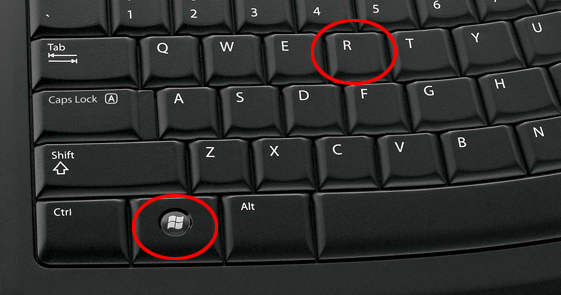 ` 1 2 3 4 5 6
Tab Q W E R T Y U
Caps Lock A A S D F G H
Shift Z X C V B N
Ctrl Alt